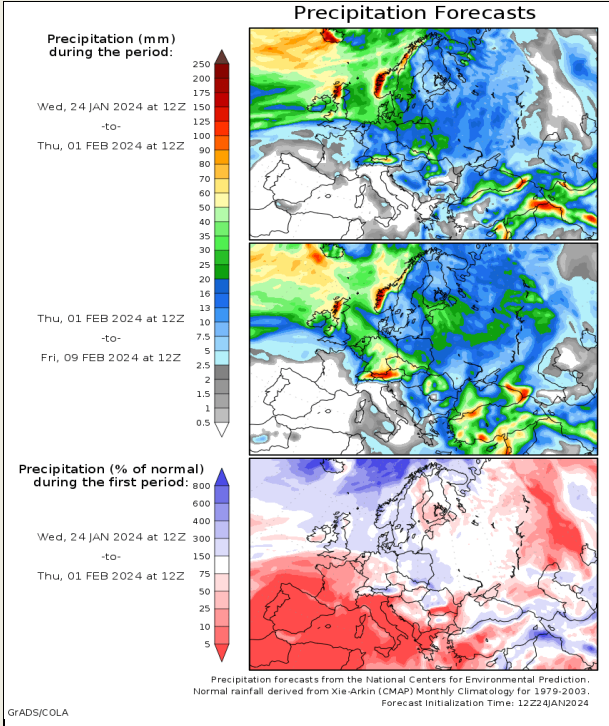 Precipitation Forecasts
Precipitation (mm)
during the period:
Wed, 24 JAN 2024 at 12Z
-to-
Thu, 01 FEB 2024 at 12Z
250
200
175
150
125
100
90
80
70
60
50
40
35
30
25
20
16
13
10
7.5
5
2.5
2
1.5
1
0.5
Thu, 01 FEB 2024 at 12Z
-to-
Fri, 09 FEB 2024 at 12Z
Precipitation (% of normal)
during the first period:
Wed, 24 JAN 2024 at 12Z
-to-
Thu, 01 FEB 2024 at 12Z
800
600
400
300
150
75
50
25
10
5
Precipitation forecasts from the National Centers for Environmental Prediction.
Normal rainfall derived from Xie-Arkin (CMAP) Monthly Climatology for 1979-2003.
Forecast Initialization Time: 12Z24JAN2024
GrADS/COLA